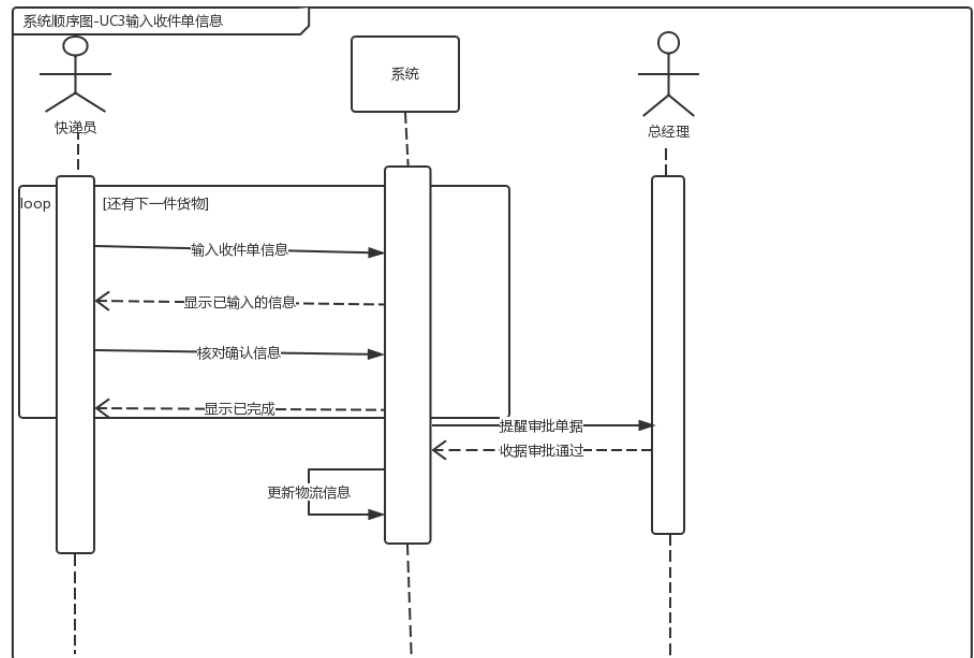 系统顺序图-UC3输入收件单信息
快递员
系统
总经理
loop
[还有下一件货物]
输入收件单信息
显示已输入的信息
核对确认信息
显示已完成
提醒审批单据
收据审批通过
更新物流信息